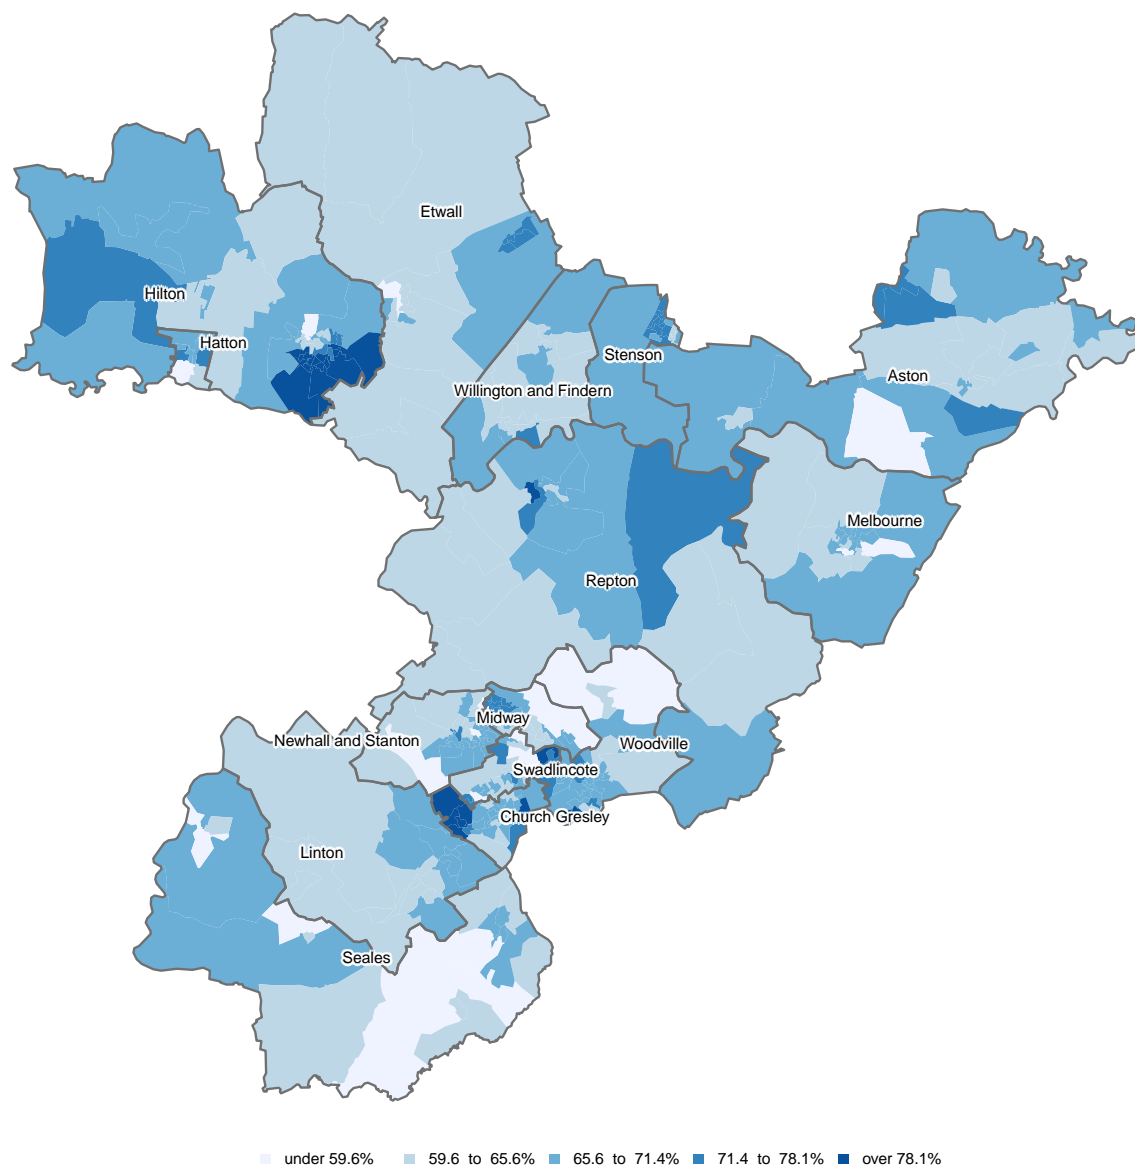 Etwall
Hilton
Hatton
Stenson
Aston
Willington and Findern
Melbourne
Repton
Midway
Newhall and Stanton
Woodville
Swadlincote
Church Gresley
Linton
Seales
under 59.6% 59.6 to 65.6% 65.6 to 71.4% 71.4 to 78.1% over 78.1%